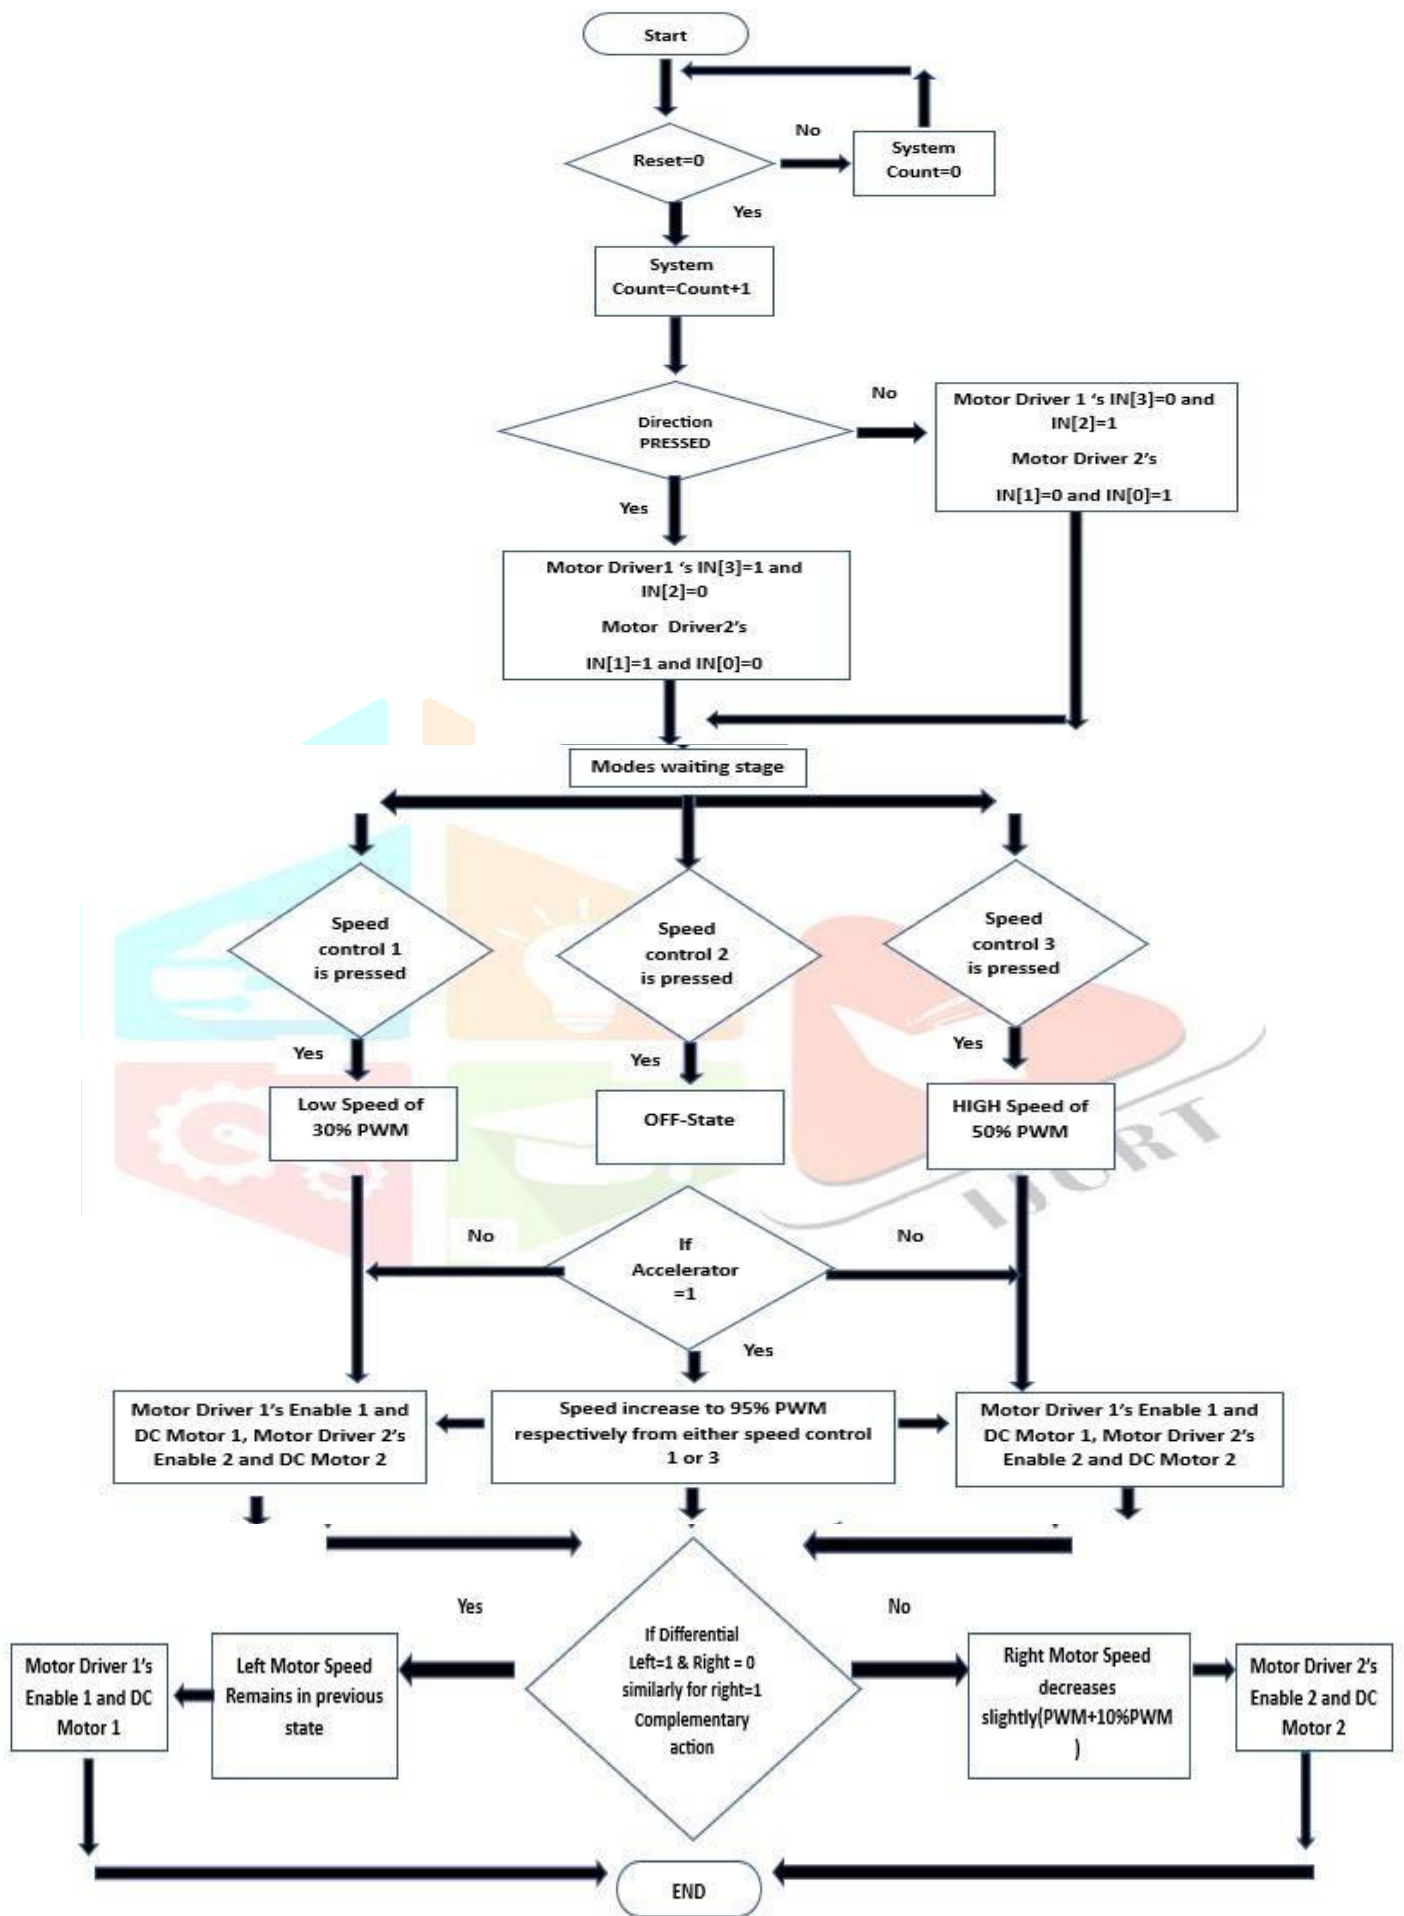 Start
Reset=0
No
System
Count=0
Yes
System
Count=Count+1
Direction
PRESSED
No
Motor Driver 1 ‘s IN[3]=0 and
IN[2]=1
Motor Driver 2’s
IN[1]=0 and IN[0]=1
Yes
Motor Driver1 ‘s IN[3]=1 and
IN[2]=0
Motor Driver2’s
IN[1]=1 and IN[0]=0
Modes waiting stage
Speed
control 1
is pressed
Speed
control 2
is pressed
Speed
control 3
is pressed
Yes
Yes
Yes
Low Speed of
30% PWM
OFF-State
HIGH Speed of
50% PWM
IJCRT
No
If
Accelerator
=1
No
Yes
Motor Driver 1’s Enable 1 and
DC Motor 1, Motor Driver 2’s
Enable 2 and DC Motor 2
Speed increase to 95% PWM
respectively from either speed control
1 or 3
Motor Driver 1’s Enable 1 and
DC Motor 1, Motor Driver 2’s
Enable 2 and DC Motor 2
Yes
No
Motor Driver 1’s
Enable 1 and DC
Motor 1
Left Motor Speed
Remains in previous
state
If Differential
Left=1 & Right = 0
similarly for right=1
Complementary
action
Right Motor Speed
decreases
slightly(PWM+10%PWM
)
Motor Driver 2’s
Enable 2 and DC
Motor 2
END